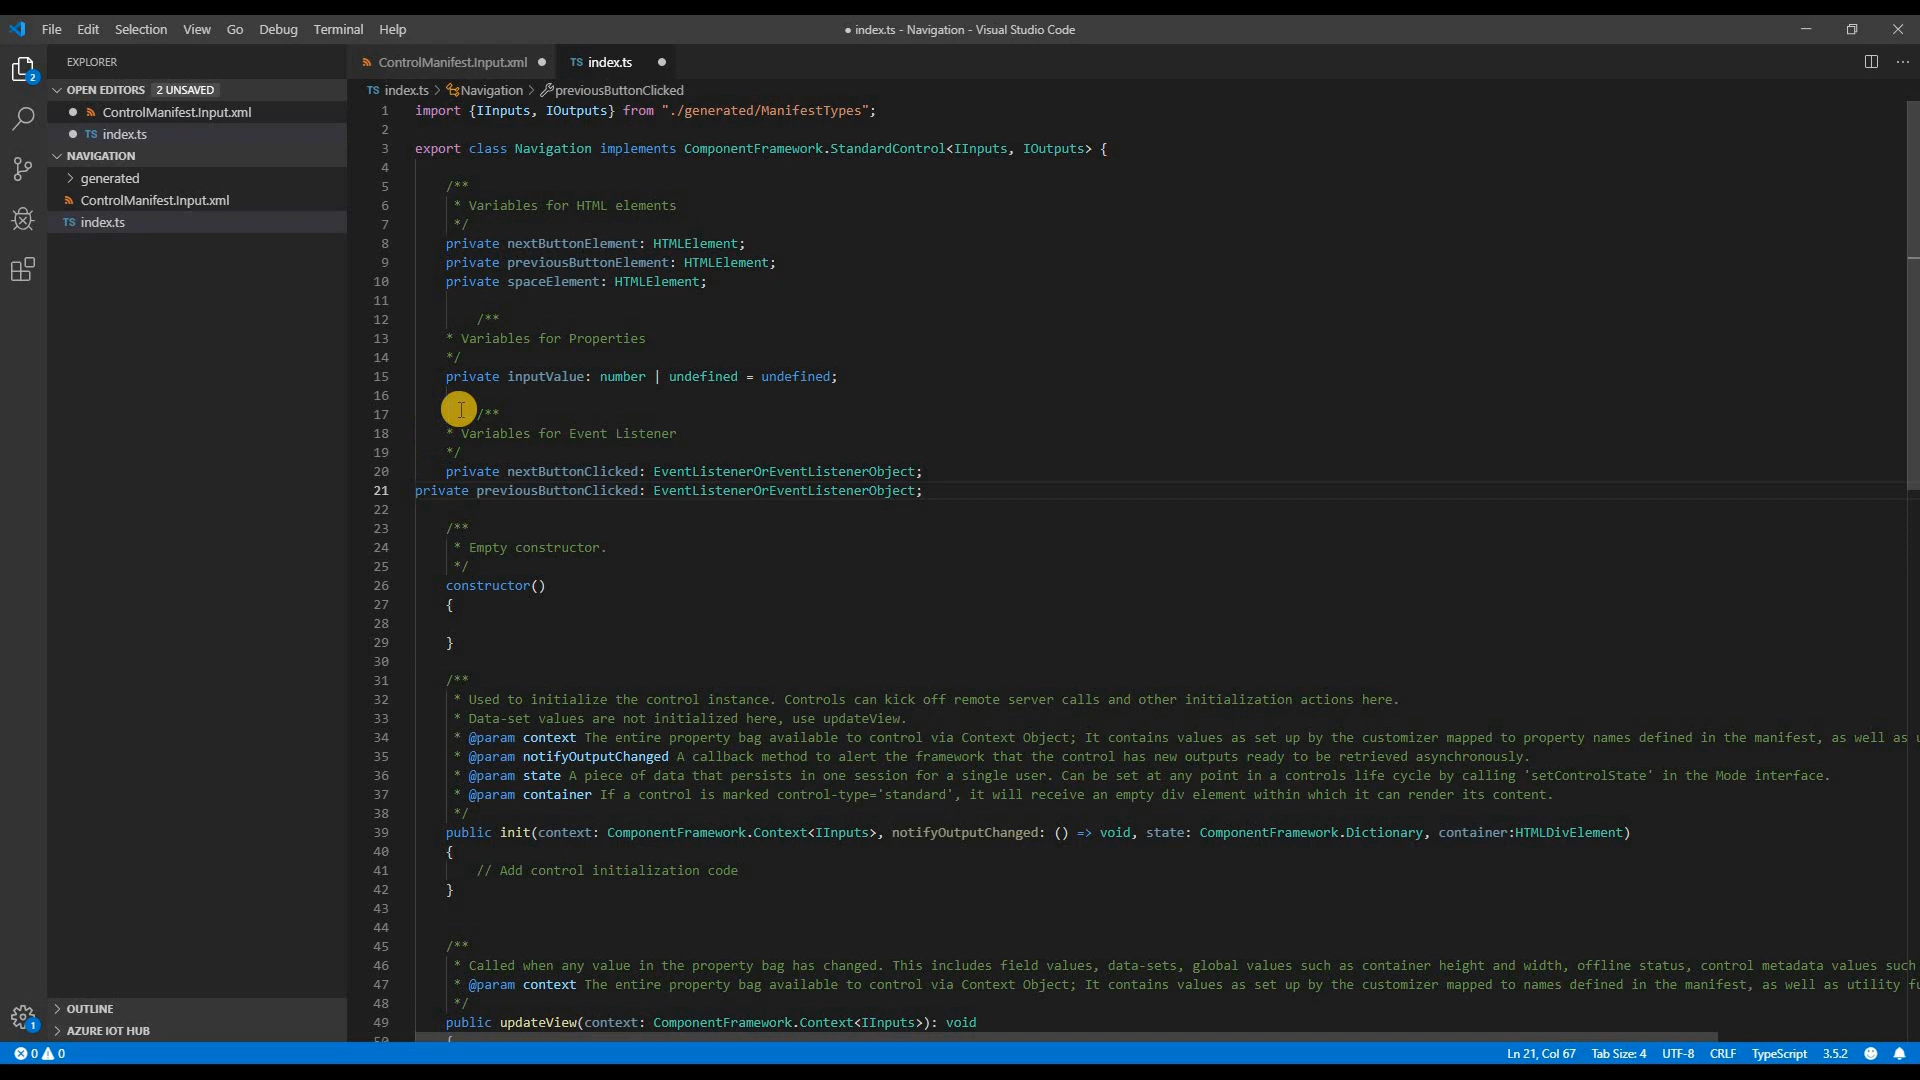 File Edit Selection View Go Debug Terminal Help
● index.ts - Navigation - Visual Studio Code
EXPLORER
2
OPEN EDITORS 2 UNSAVED
ControlManifest.Input.xml
TS index.ts
NAVIGATION
generated
ControlManifest.Input.xml
TS index.ts
OUTLINE
AZURE IOT HUB
1
ControlManifest.Input.xml
TS index.ts
TS index.ts > Navigation > previousButtonClicked
1 import {IInputs, IOutputs} from "./generated/ManifestTypes";
2
3 export class Navigation implements ComponentFramework.StandardControl<IInputs, IOutputs> {
4
5 /**
6 * Variables for HTML elements
7 */
8 private nextButtonElement: HTMLElement;
9 private previousButtonElement: HTMLElement;
10 private spaceElement: HTMLElement;
11
12 /**
13 * Variables for Properties
14 */
15 private inputValue: number | undefined = undefined;
16
17 /**
18 * Variables for Event Listener
19 */
20 private nextButtonClicked: EventListenerOrEventListenerObject;
21 private previousButtonClicked: EventListenerOrEventListenerObject;
22
23 /**
24 * Empty constructor.
25 */
26 constructor()
27 {
28
29 }
30
31 /**
32 * Used to initialize the control instance. Controls can kick off remote server calls and other initialization actions here.
33 * Data-set values are not initialized here, use updateView.
34 * @param context The entire property bag available to control via Context Object; It contains values as set up by the customizer mapped to property names defined in the manifest, as well as
35 * @param notifyOutputChanged A callback method to alert the framework that the control has new outputs ready to be retrieved asynchronously.
36 * @param state A piece of data that persists in one session for a single user. Can be set at any point in a controls life cycle by calling 'setControlState' in the Mode interface.
37 * @param container If a control is marked control-type='standard', it will receive an empty div element within which it can render its content.
38 */
39 public init(context: ComponentFramework.Context<IInputs>, notifyOutputChanged: () => void, state: ComponentFramework.Dictionary, container:HTMLDivElement)
40 {
41 // Add control initialization code
42 }
43
44
45 /**
46 * Called when any value in the property bag has changed. This includes field values, data-sets, global values such as container height and width, offline status, control metadata values such
47 * @param context The entire property bag available to control via Context Object; It contains values as set up by the customizer mapped to names defined in the manifest, as well as utility
48 */
49 public updateView(context: ComponentFramework.Context<IInputs>): void
50 {
0 0
Ln 21, Col 67 Tab Size: 4 UTF-8 CRLF TypeScript 3.5.2